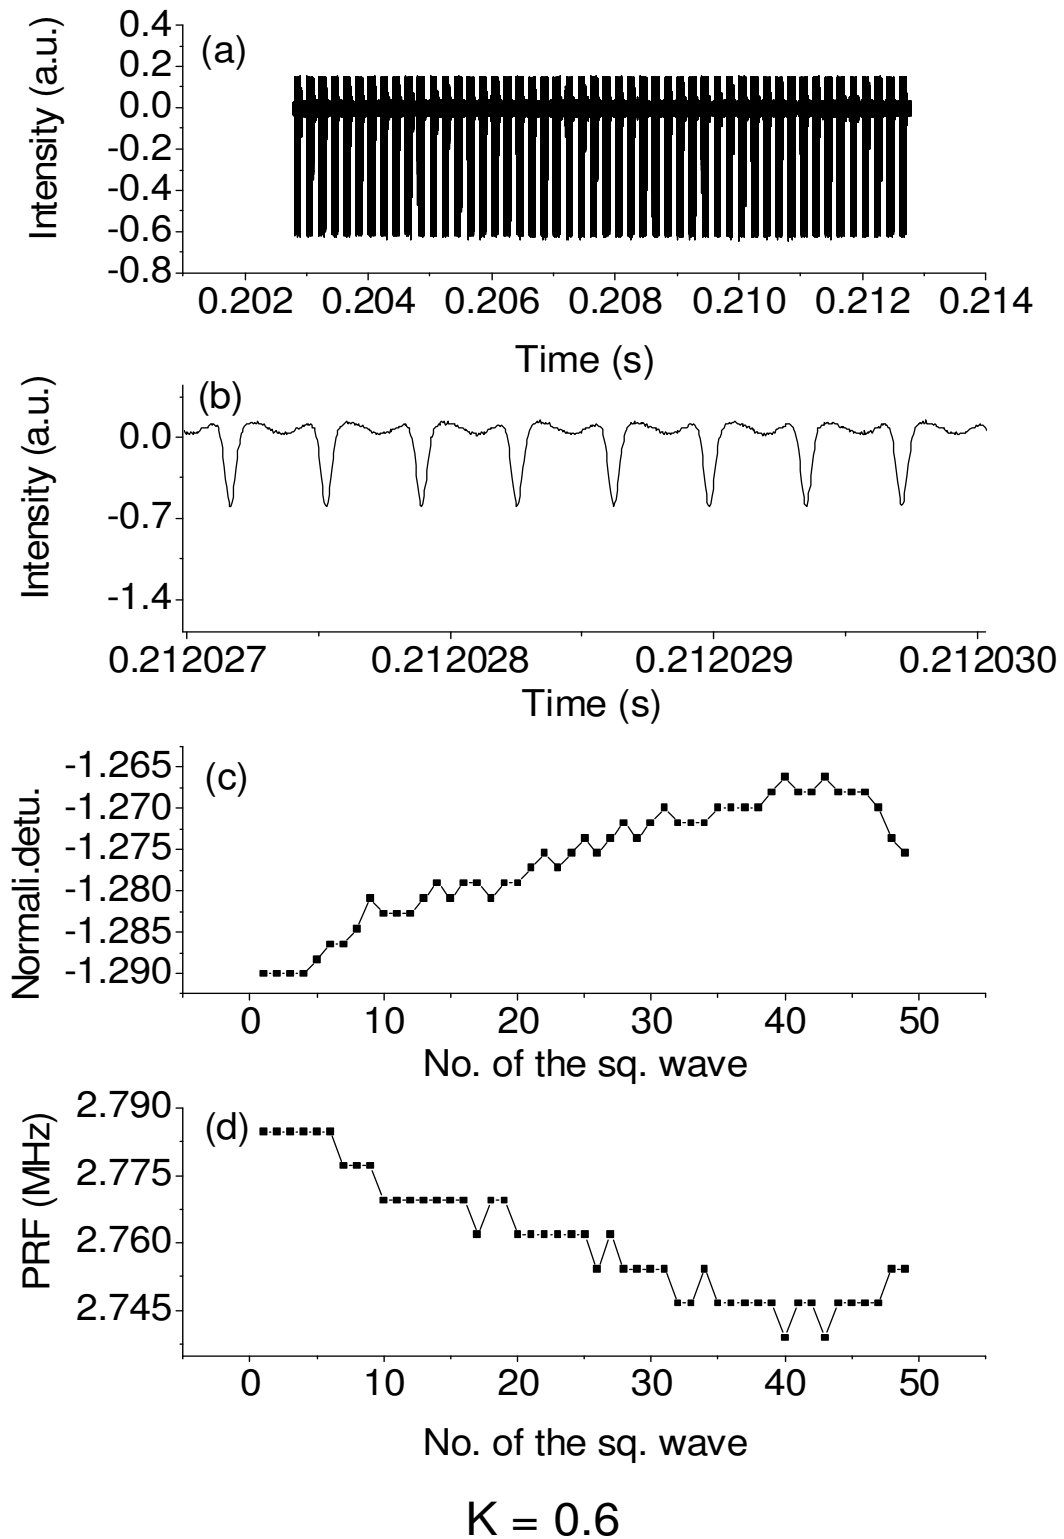 (a)
Intensity (a.u.)
0.4
0.2
0.0
-0.2
-0.4
-0.6
-0.8
0.202 0.204 0.206 0.208 0.210 0.212 0.214
Time (s)
(b)
Intensity (a.u.)
0.0
-0.7
-1.4
0.212027 0.212028 0.212029 0.212030
Time (s)
(c)
Normali.detu.
-1.265
-1.270
-1.275
-1.280
-1.285
-1.290
0 10 20 30 40 50
No. of the sq. wave
(d)
PRF (MHz)
2.790
2.775
2.760
2.745
0 10 20 30 40 50
No. of the sq. wave
K = 0.6